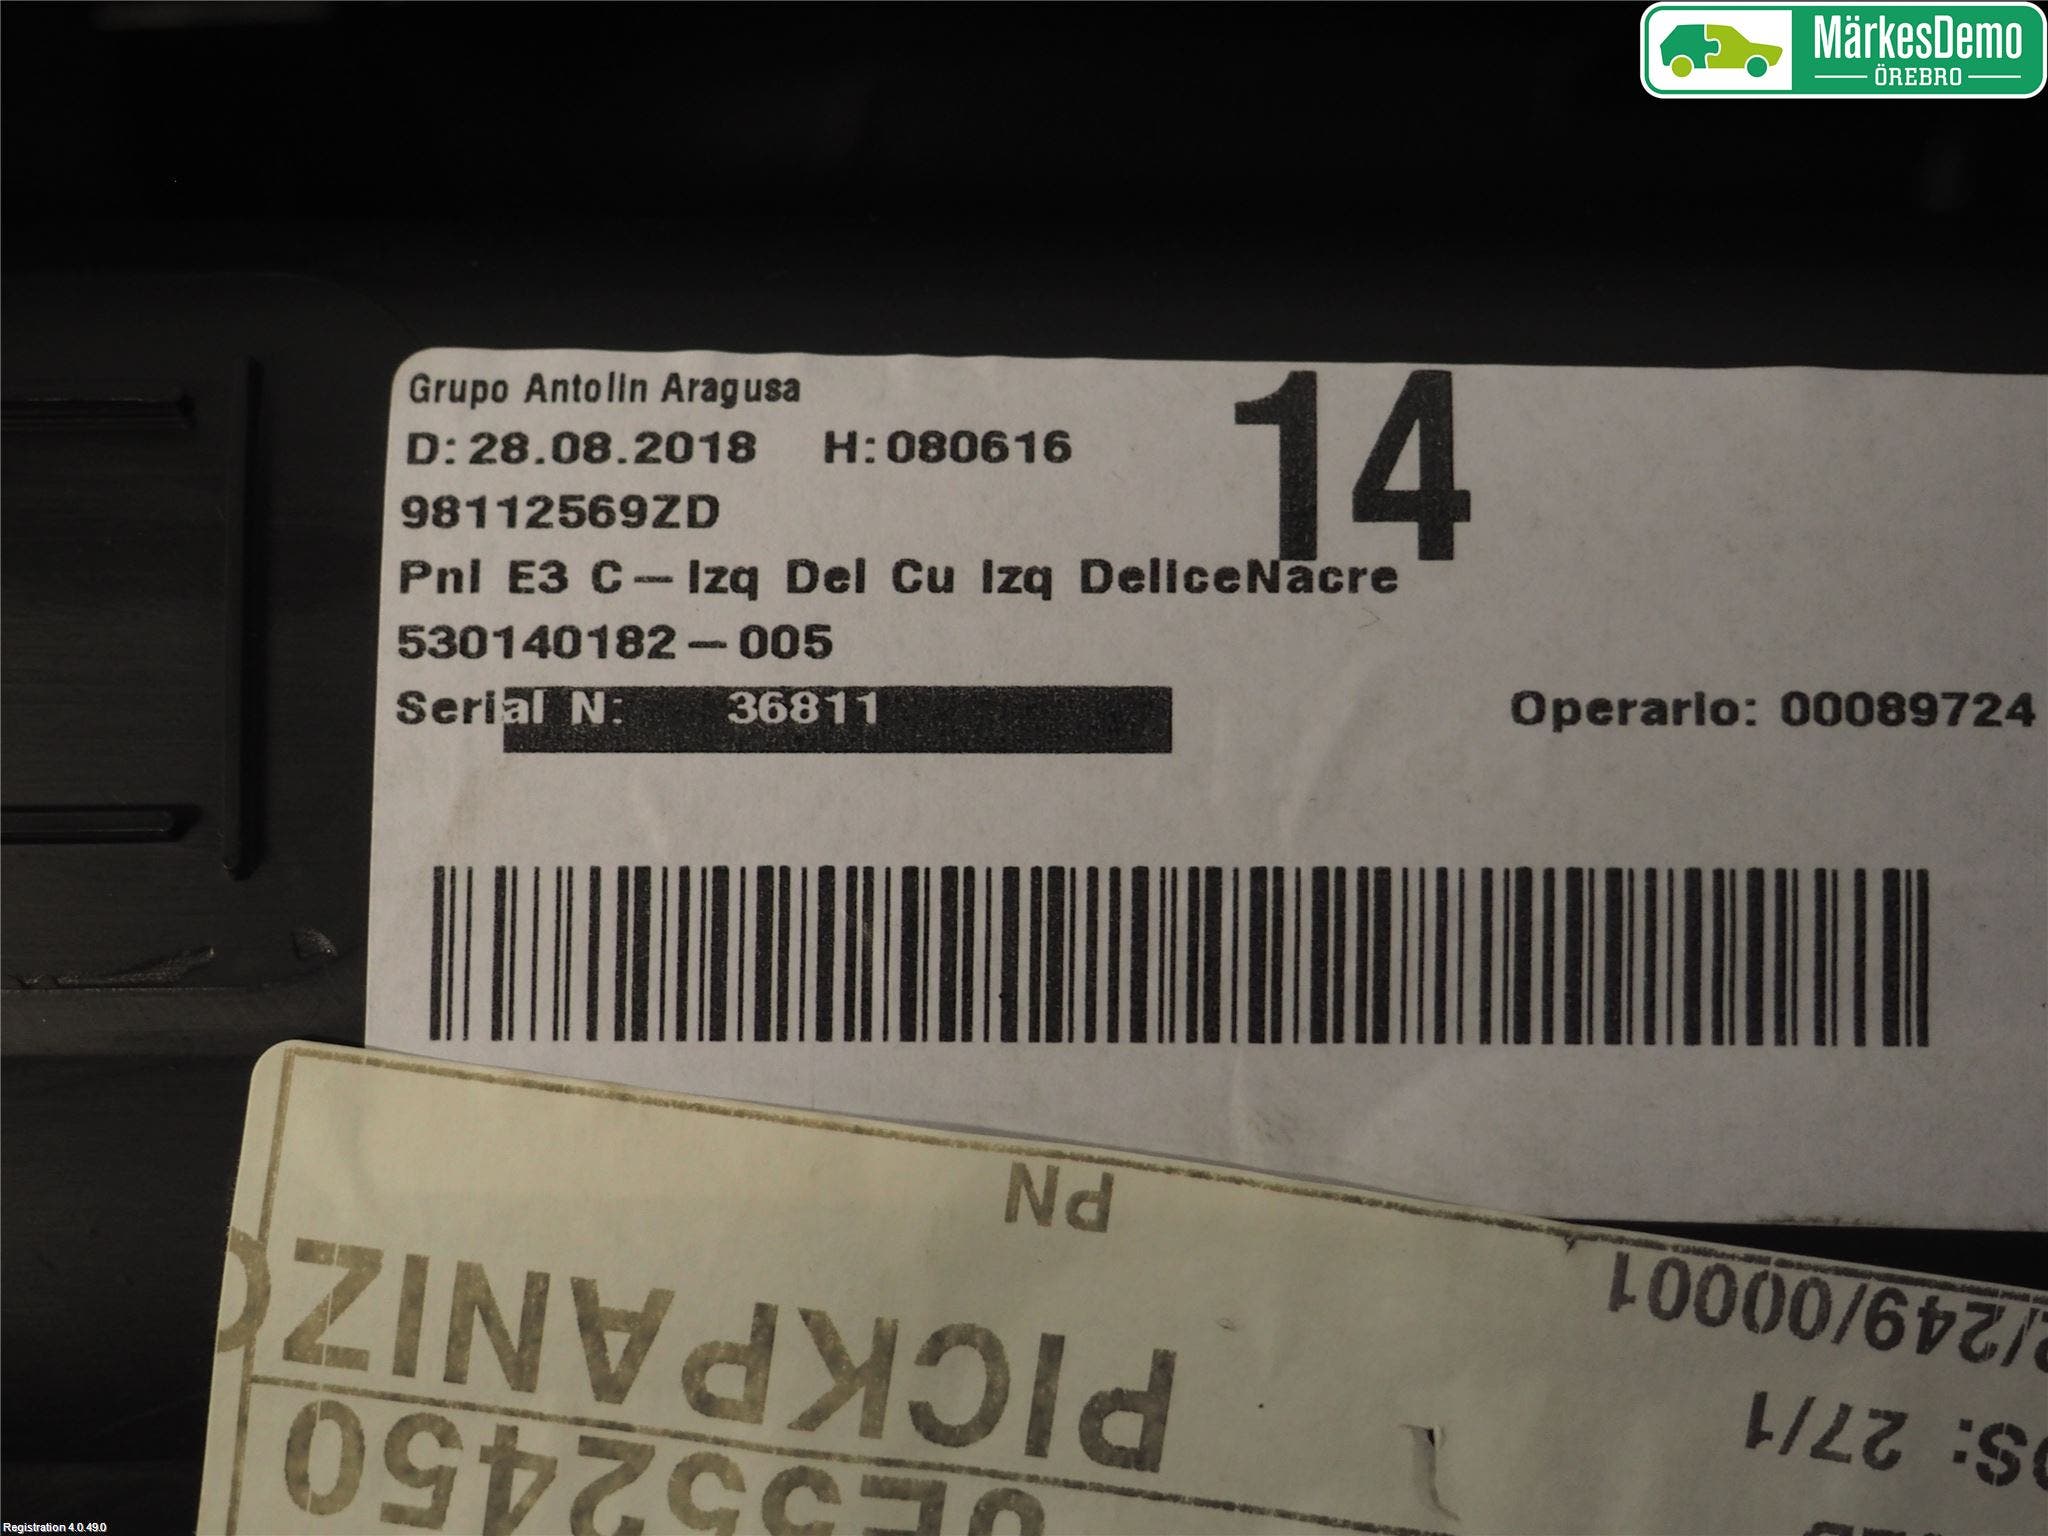 MärkesDemo
ÖREBRO
Grupo Antolin Aragusa
14
D: 28.08.2018 H: 080616
98112569ZD
Pnl E3 C-Izq Del Cu Izq DeliceNacre
530140182-005
Serial N: 36811
Operario: 00089724
PN
PICKPANIZ
/249/00001
: 27/1
552450
Registration 4.0.49.0